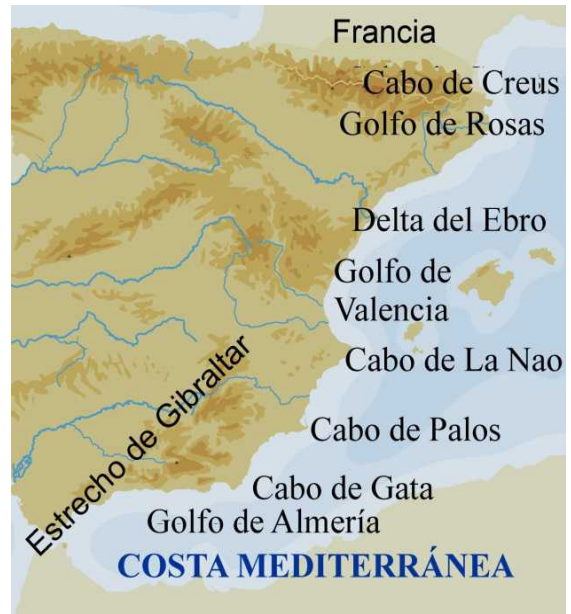 Francia
Cabo de Creus
Golfo de Rosas
Delta del Ebro
Golfo de
Valencia
Cabo de La Nao
Estrecho de Gibraltar
Cabo de Palos
Cabo de Gata
Golfo de Almería
COSTA MEDITERRÁNEA